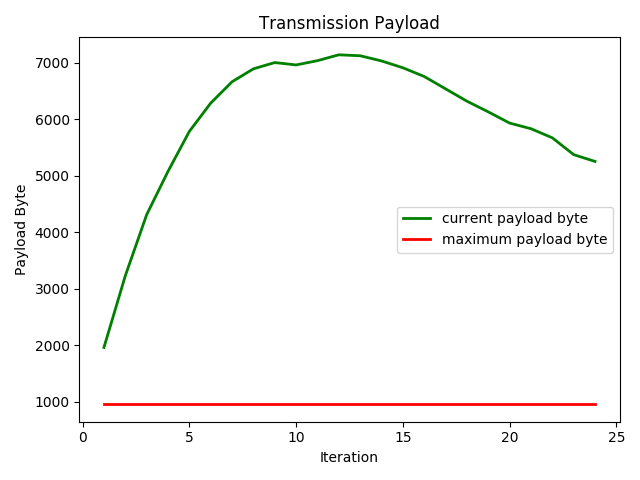 Transmission Payload
Payload Byte
7000
6000
5000
4000
3000
2000
1000
current payload byte
maximum payload byte
0 5 10 15 20 25
Iteration